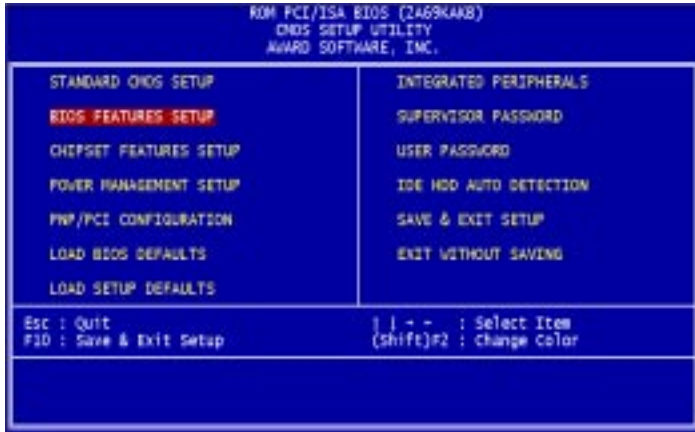 ROM PCI/ISA BIOS (2A69KAKB)
CMOS SETUP UTILITY
AWARD SOFTWARE, INC.
STANDARD CMOS SETUP
BIOS FEATURES SETUP
CHIPSET FEATURES SETUP
POWER MANAGEMENT SETUP
PNP/PCI CONFIGURATION
LOAD BIOS DEFAULTS
LOAD SETUP DEFAULTS
INTEGRATED PERIPHERALS
SUPERVISOR PASSWORD
USER PASSWORD
IDE HDD AUTO DETECTION
SAVE & EXIT SETUP
EXIT WITHOUT SAVING
Esc : Quit
F10 : Save & Exit Setup
: Select Item
(Shift)F2 : Change Color